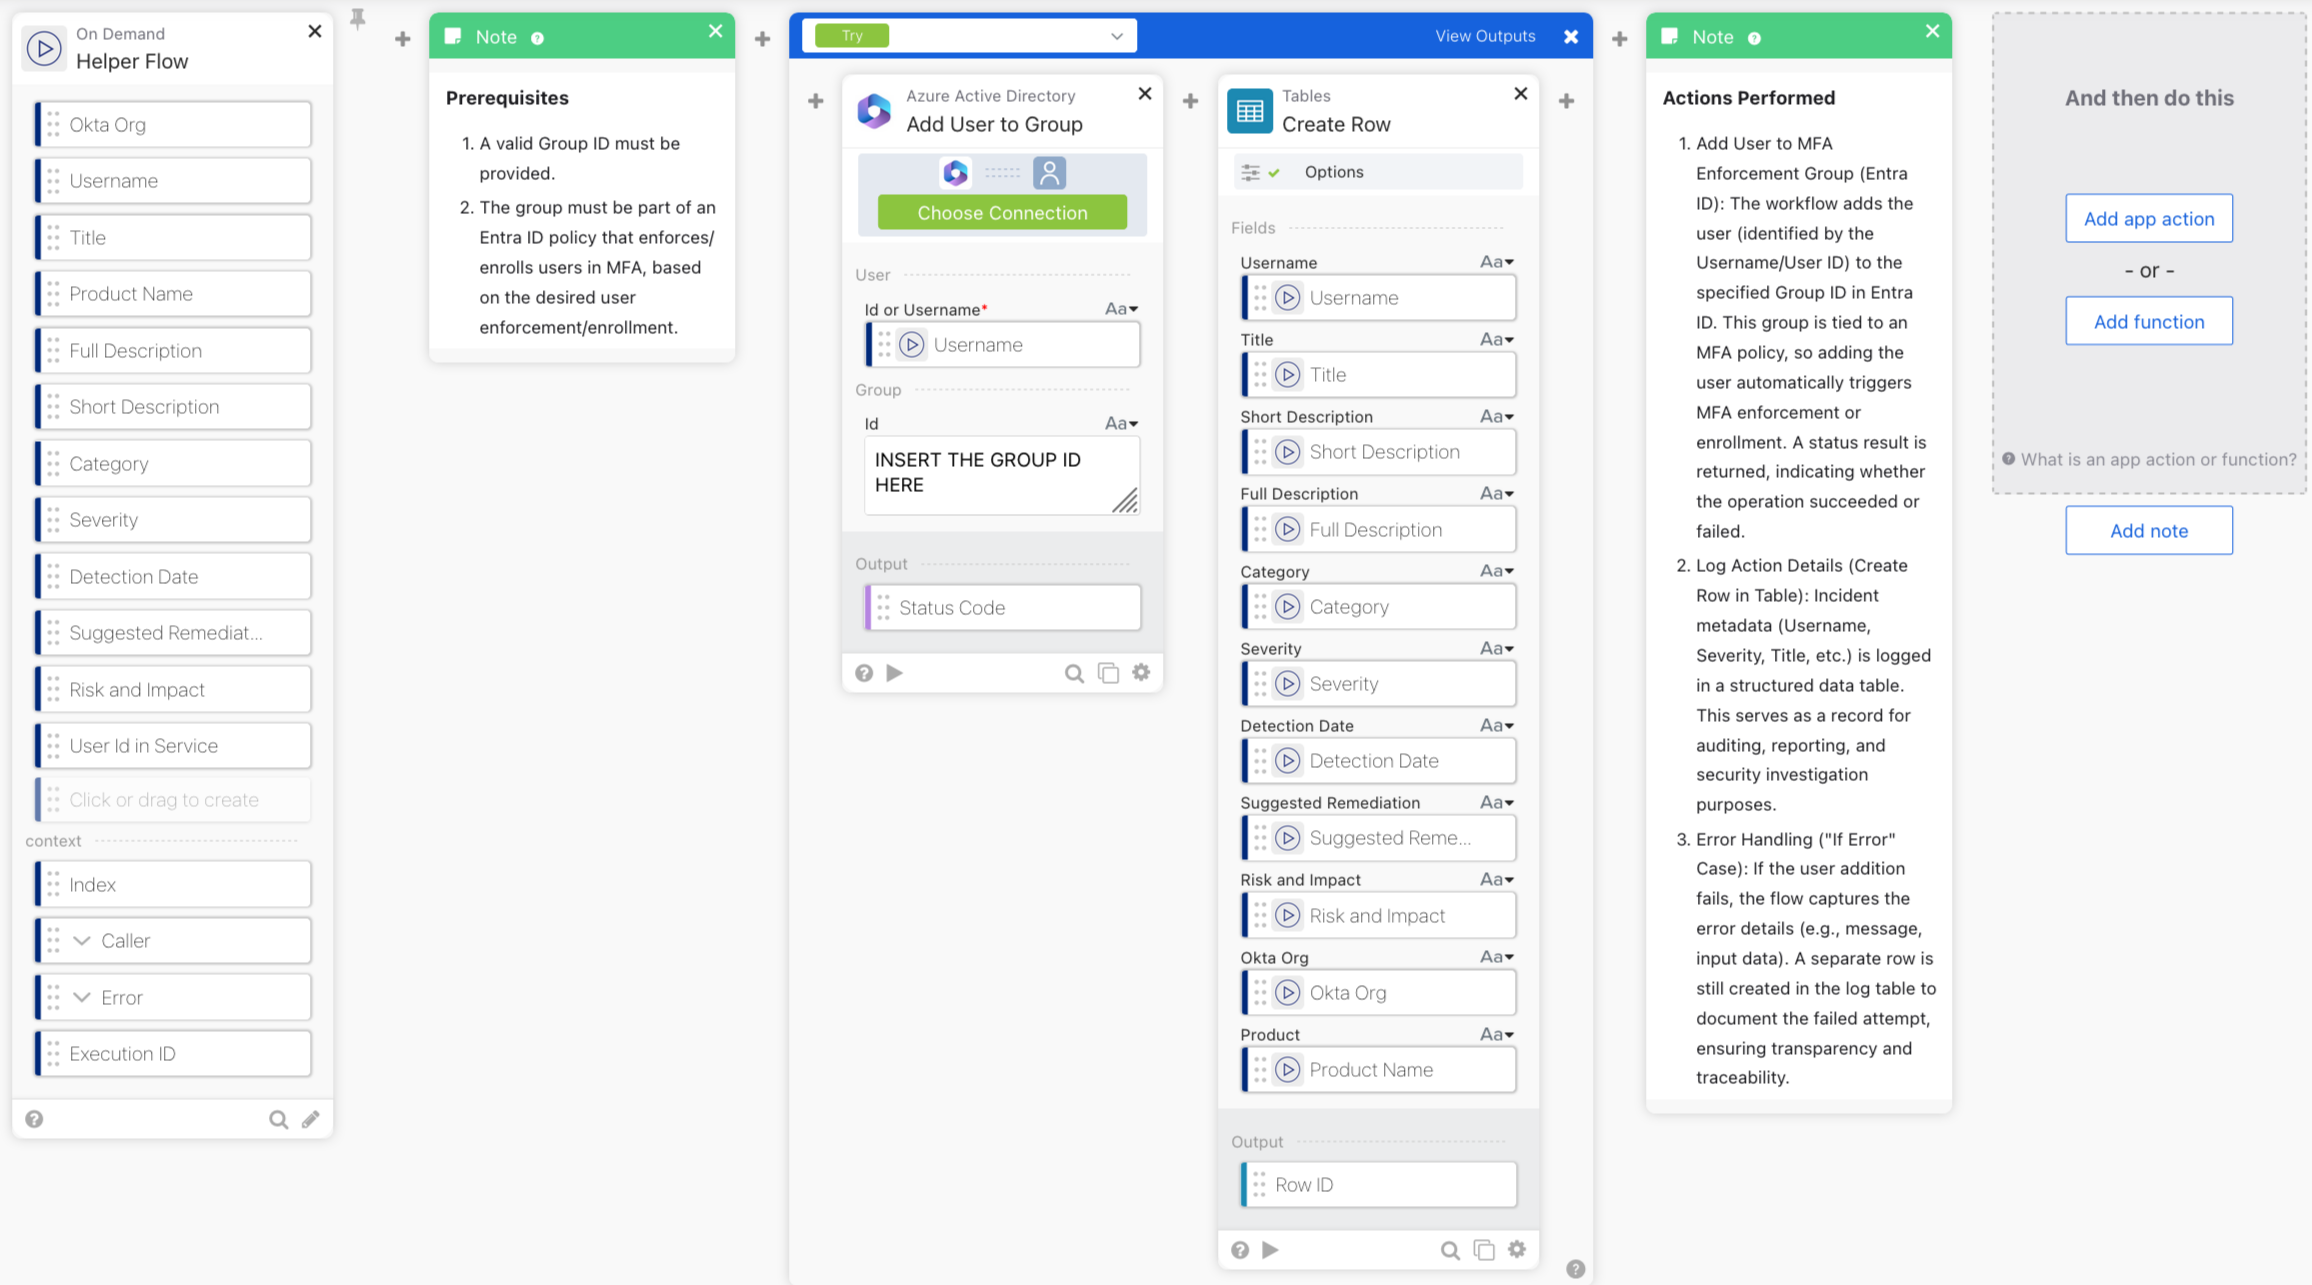 On Demand
Helper Flow
Okta Org
Username
Title
Product Name
Full Description
Short Description
Category
Severity
Detection Date
Suggested Remediat...
Risk and Impact
User Id in Service
Click or drag to create
context
Index
Caller
Error
Execution ID
Note
Prerequisites
1. A valid Group ID must be
provided.
2. The group must be part of an
Entra ID policy that enforces/
enrolls users in MFA, based
on the desired user
enforcement/enrollment.
Try
View Outputs
Azure Active Directory
Add User to Group
Choose Connection
User
Id or Username*
Aa
Username
Group
Id
Aa
INSERT THE GROUP ID
HERE
Output
Status Code
Tables
Create Row
Options
Fields
Username
Aa
Username
Title
Aa
Title
Short Description
Aa
Short Description
Full Description
Aa
Full Description
Category
Aa
Category
Severity
Aa
Severity
Detection Date
Aa
Detection Date
Suggested Remediation
Aa
Suggested Reme...
Risk and Impact
Aa
Risk and Impact
Okta Org
Aa
Okta Org
Product
Aa
Product Name
Output
Row ID
Note
Actions Performed
1. Add User to MFA
Enforcement Group (Entra
ID): The workflow adds the
user (identified by the
Username/User ID) to the
specified Group ID in Entra
ID. This group is tied to an
MFA policy, so adding the
user automatically triggers
MFA enforcement or
enrollment. A status result is
returned, indicating whether
the operation succeeded or
failed.
2. Log Action Details (Create
Row in Table): Incident
metadata (Username,
Severity, Title, etc.) is logged
in a structured data table.
This serves as a record for
auditing, reporting, and
security investigation
purposes.
3. Error Handling ("If Error"
Case): If the user addition
fails, the flow captures the
error details (e.g., message,
input data). A separate row is
still created in the log table to
document the failed attempt,
ensuring transparency and
traceability.
And then do this
Add app action
- or -
Add function
What is an app action or function?
Add note